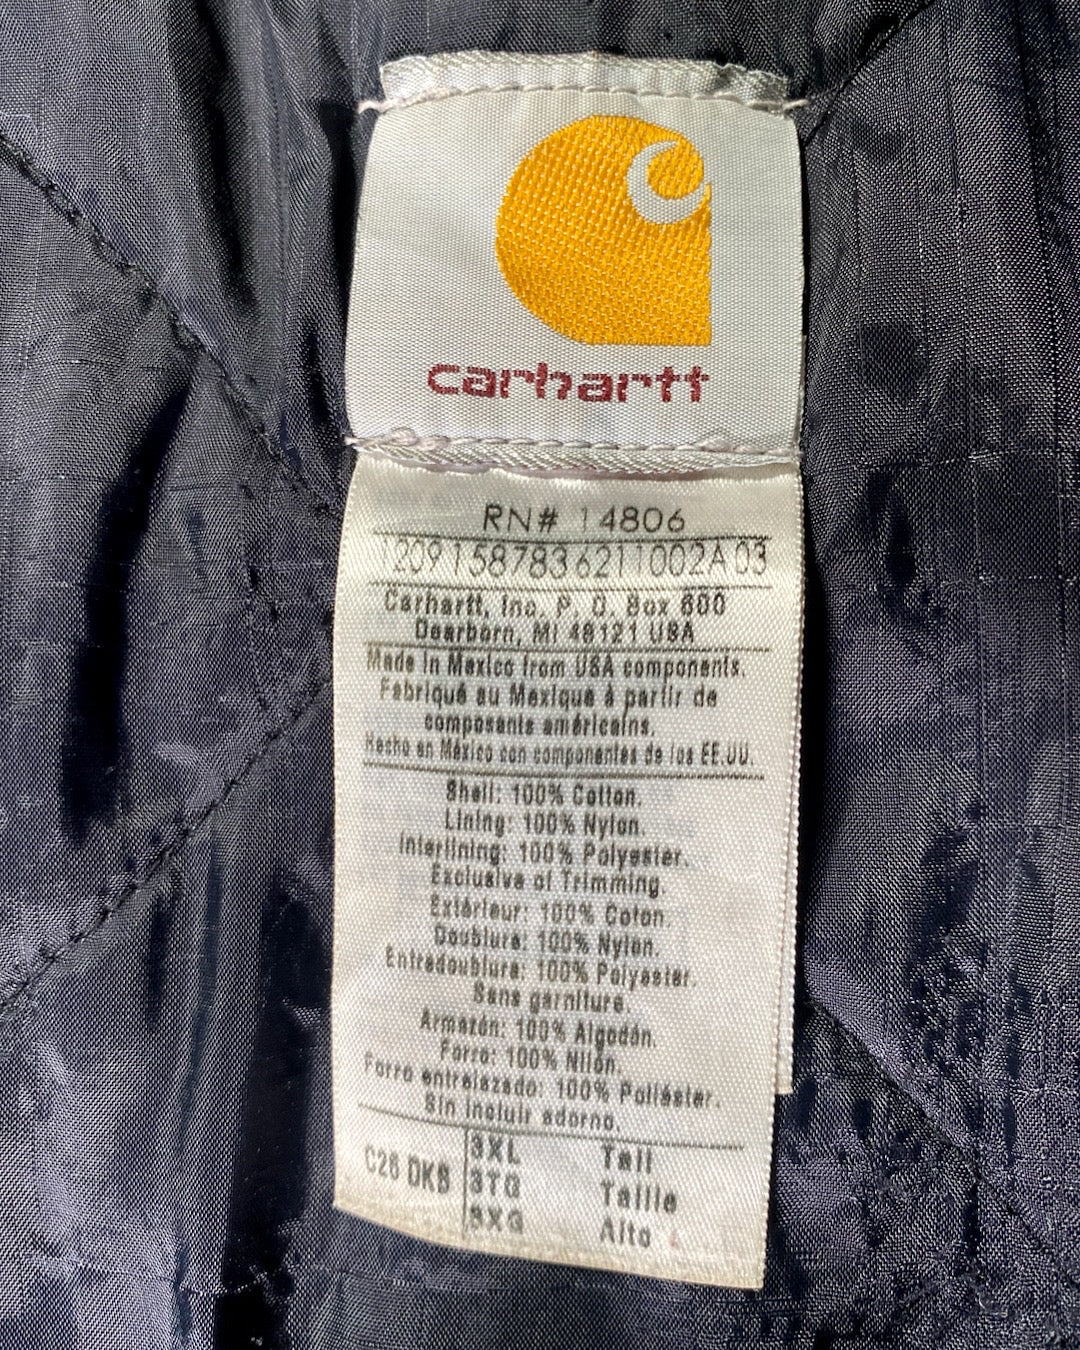 carhartt
RN# 14806
12091587836211002A 03
Carhartt, Inc. P. O. Box 600
Dearborn, MI 48121 USA
Made in Mexico from USA components.
Fabriqué au Mexique à partir de
composants américains.
Hecho en México con componentes de los EE.UU.
Shell: 100% Cotton.
Lining: 100% Nylon.
Interlining: 100% Polyester.
Exclusive of Trimming.
Extérieur: 100% Coton.
Doublure: 100% Nylon.
Entredoublure: 100% Polyester.
Sans garniture.
Armazón: 100% Algodón.
Forro: 100% Nilón.
Forro entrelazado: 100% Poliéster.
Sin incluir adorno.
C26 DKB
3XL Tall
3TG Taille
3XG Alto